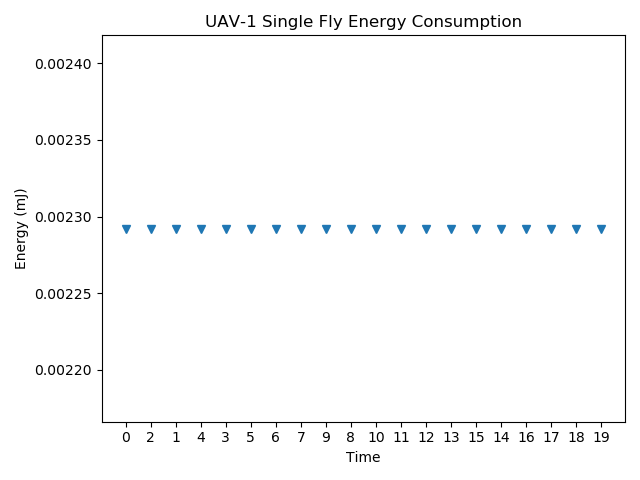 UAV-1 Single Fly Energy Consumption
0.00240
0.00235
0.00230
0.00225
0.00220
Energy (mJ)
0 2 1 4 3 5 6 7 9 8 10 11 12 13 15 14 16 17 18 19
Time